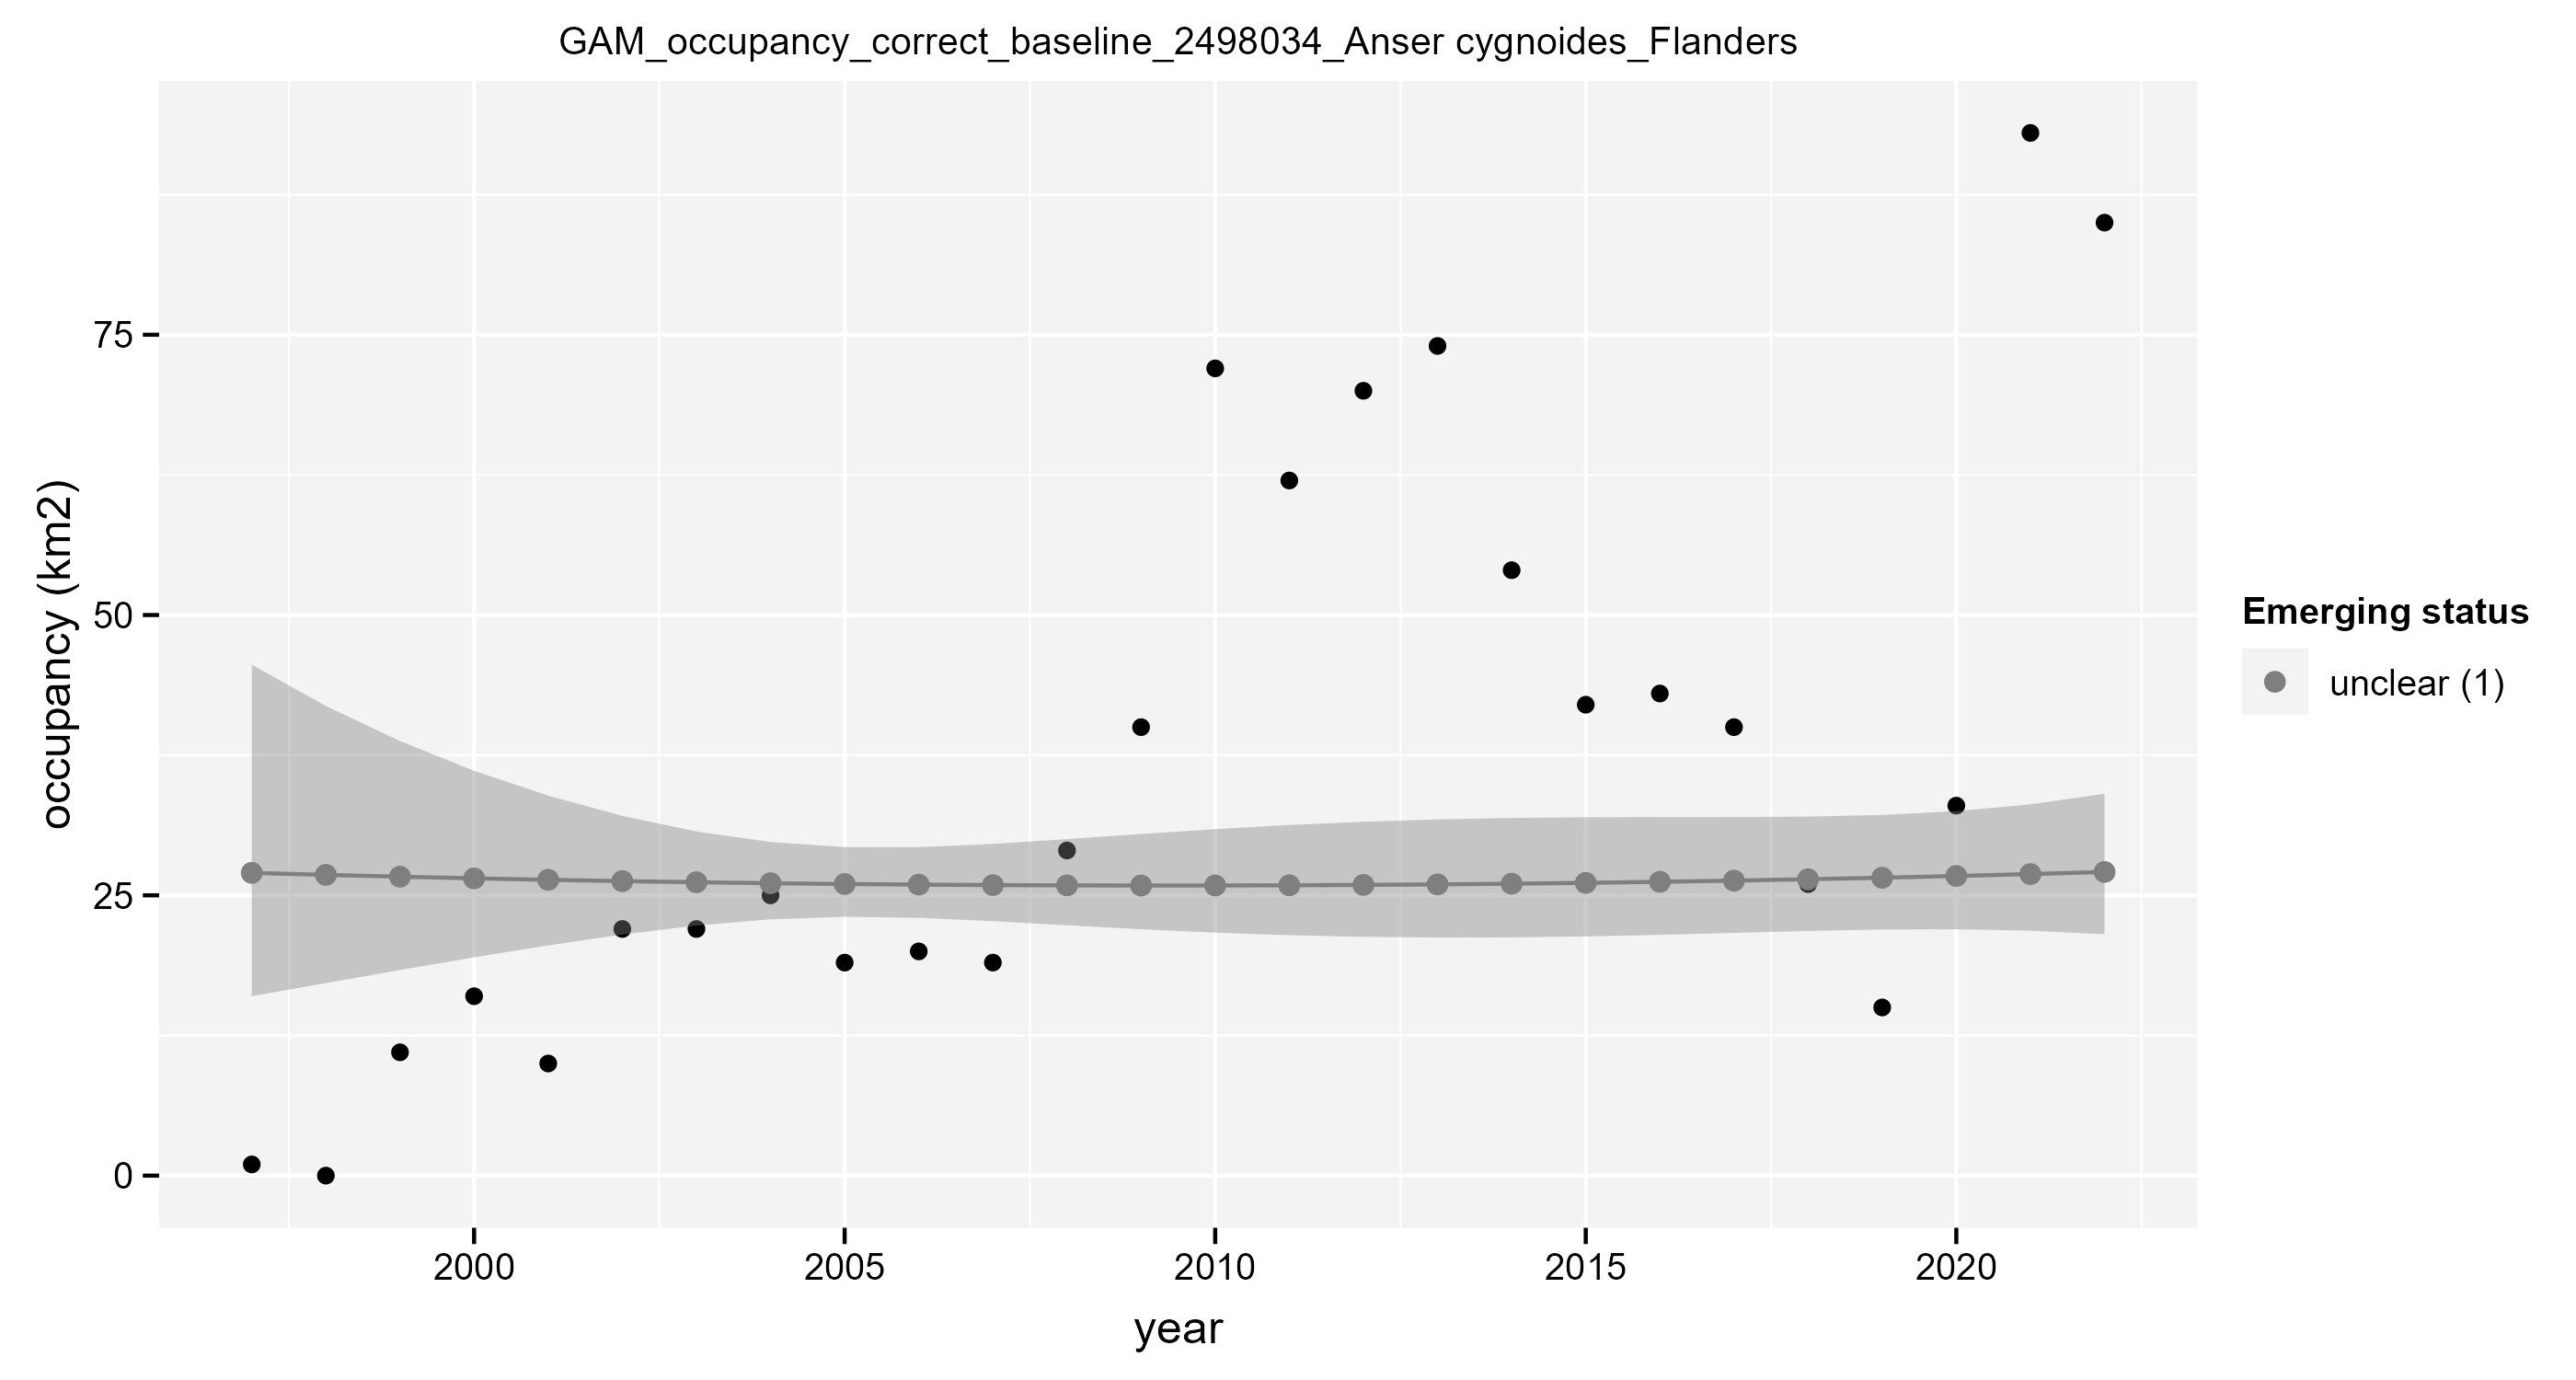 GAM_occupancy_correct_baseline_2498034_Anser cygnoides_Flanders
75
50
25
0
occupancy (km2)
2000 2005 2010 2015 2020
year
Emerging status
unclear (1)